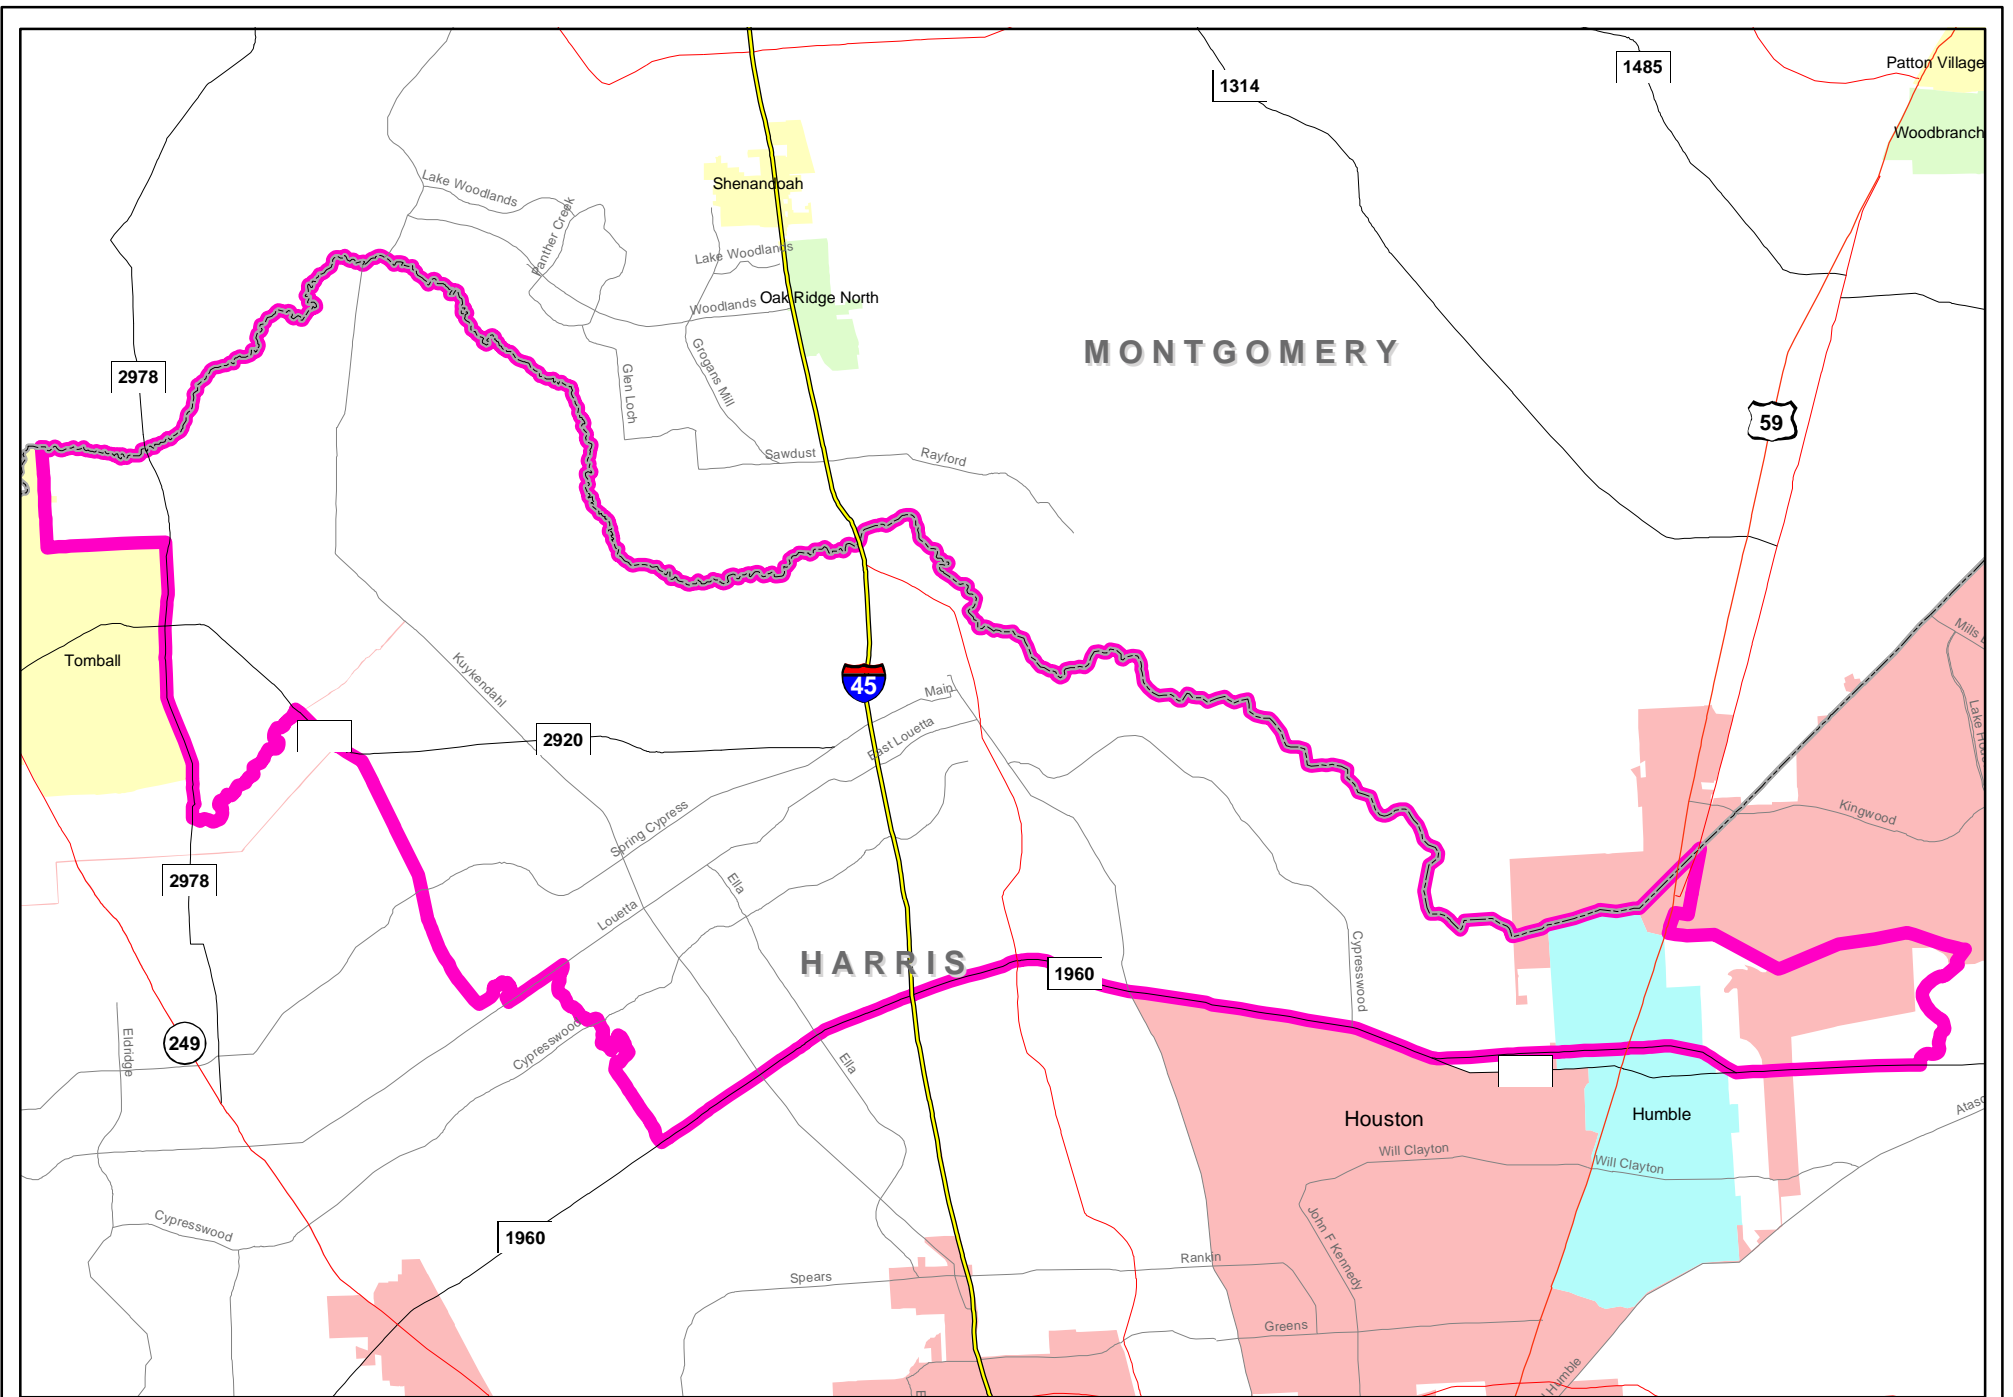 1485
Patton Village
1314
Woodbranch
Lake Woodlands
Shenandoah
Panther Creek
Lake Woodlands
Oak Ridge North
Woodlands
MONTGOMERY
Grogans Mill
2978
Glen Loch
59
Sawdust
Rayford
Mills
Tomball
Kuykendahl
45
Main
Lake Hou
East Louetta
2920
Kingwood
Spring Cypress
Ella
2978
Louetta
HARRIS
1960
Cypresswood
249
Eldridge
Cypresswood
Ella
Houston
Humble
Atasc
Will Clayton
Will Clayton
Cypresswood
1960
John F Kennedy
Rankin
Spears
Greens
Humble
E